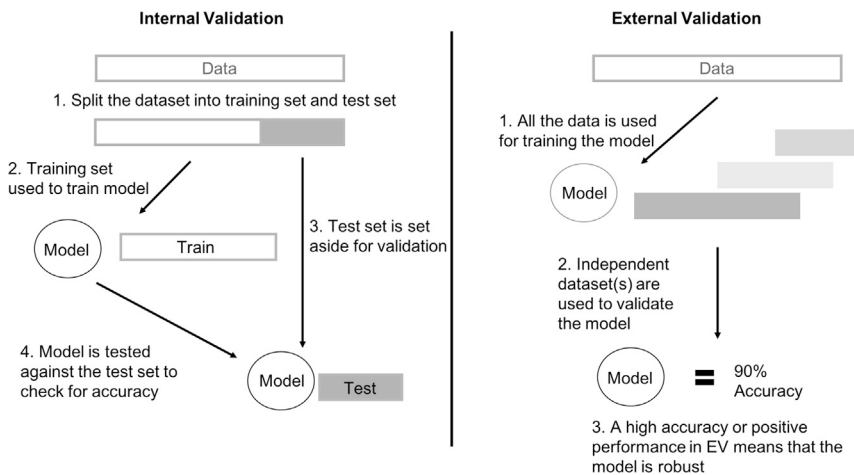 Internal Validation
Data
1. Split the dataset into training set and test set
2. Training set
used to train model
Model
Train
3. Test set is set
aside for validation
4. Model is tested
against the test set to
check for accuracy
Model
Test
External Validation
Data
1. All the data is used
for training the model
Model
2. Independent
dataset(s) are
used to validate
the model
Model
=
90%
Accuracy
3. A high accuracy or positive
performance in EV means that the
model is robust